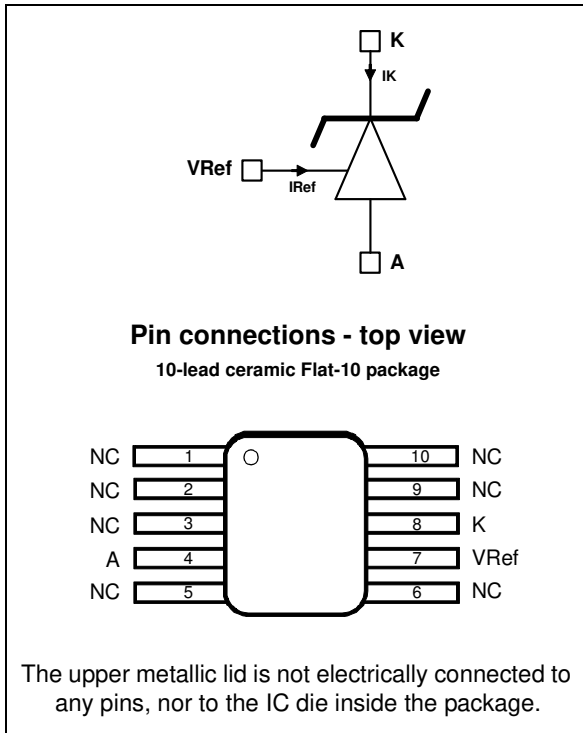 K
IK
VRef
IRef
A
Pin connections - top view
10-lead ceramic Flat-10 package
NC 1 10 NC
NC 2 9 NC
NC 3 8 K
A 4 7 VRef
NC 5 6 NC
The upper metallic lid is not electrically connected to
any pins, nor to the IC die inside the package.